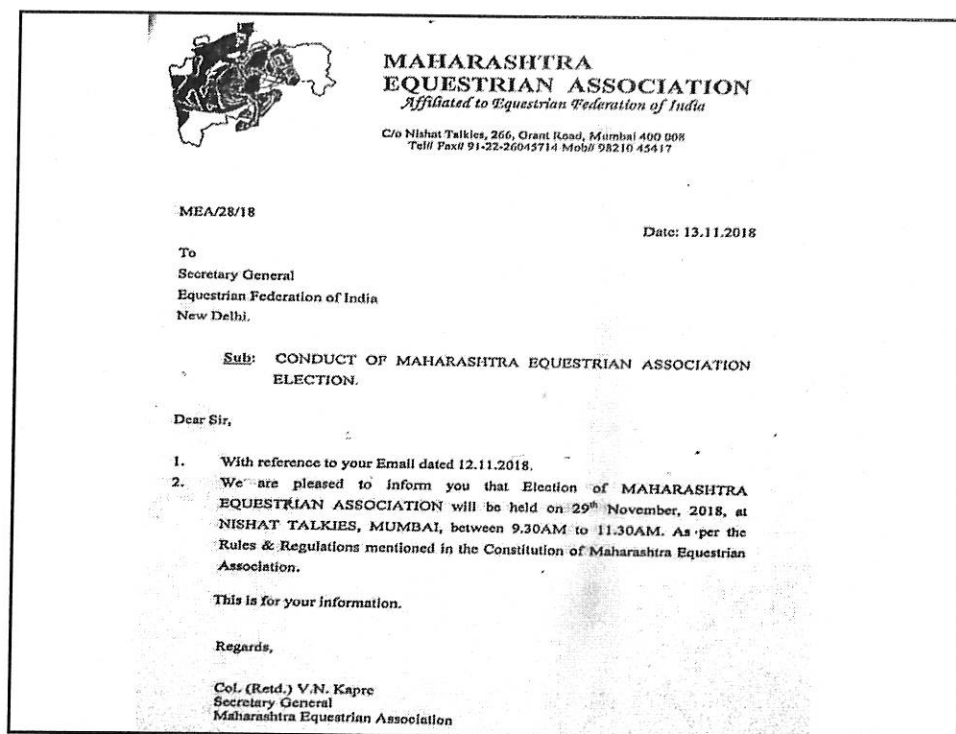 MAHARASHTRA
EQUESTRIAN ASSOCIATION
Affiliated to Equestrian Federation of India
C/o Nishat Talkies, 266, Grant Road, Mumbai 400 008
Tel# Fax# 91-22-26045714 Mob# 98210 45417
MEA/28/18
Date: 13.11.2018
To
Secretary General
Equestrian Federation of India
New Delhi.
Sub: CONDUCT OF MAHARASHTRA EQUESTRIAN ASSOCIATION
ELECTION.
Dear Sir,
1. With reference to your Email dated 12.11.2018.
2. We are pleased to inform you that Election of MAHARASHTRA
EQUESTRIAN ASSOCIATION will be held on 29th November, 2018, at
NISHAT TALKIES, MUMBAI, between 9.30AM to 11.30AM. As per the
Rules & Regulations mentioned in the Constitution of Maharashtra Equestrian
Association.
This is for your information.
Regards,
Col. (Retd.) V.N. Kapre
Secretary General
Maharashtra Equestrian Association